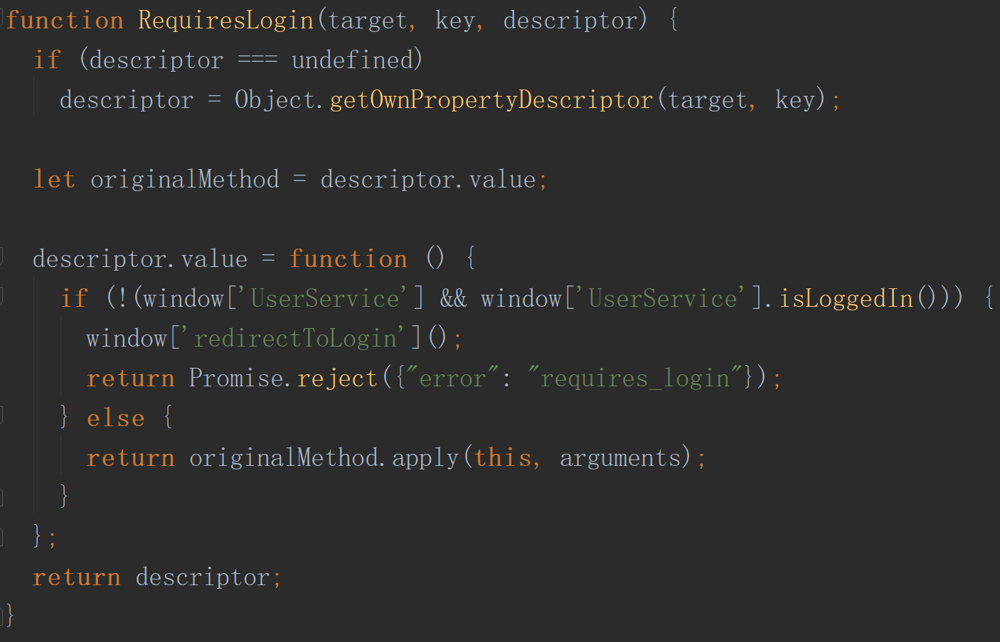 function RequiresLogin(target, key, descriptor) {
  if (descriptor === undefined)
    descriptor = Object.getOwnPropertyDescriptor(target, key);

  let originalMethod = descriptor.value;

  descriptor.value = function () {
    if (!(window['UserService'] && window['UserService'].isLoggedIn())) {
      window['redirectToLogin']();
      return Promise.reject({"error": "requires_login"});
    } else {
      return originalMethod.apply(this, arguments);
    }
  };
  return descriptor;
}